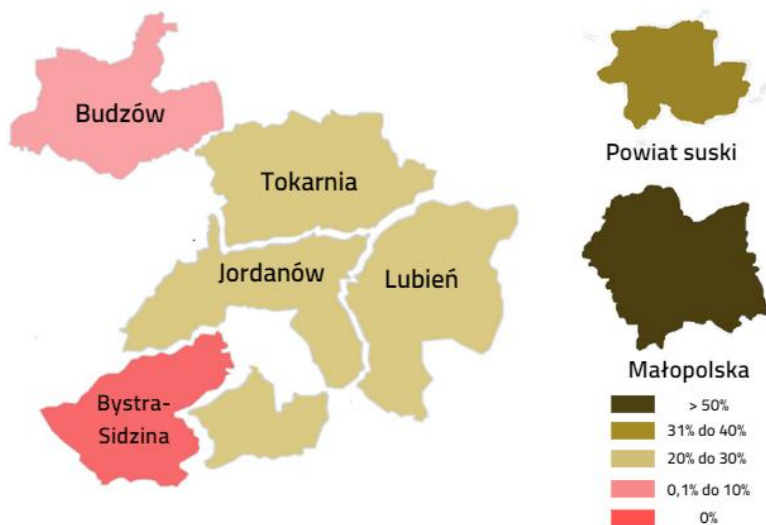 Budzów
Tokarnia
Jordanów
Lubień
Bystra-
Sidzina
Powiat suski
Małopolska
> 50%
31% do 40%
20% do 30%
0,1% do 10%
0%